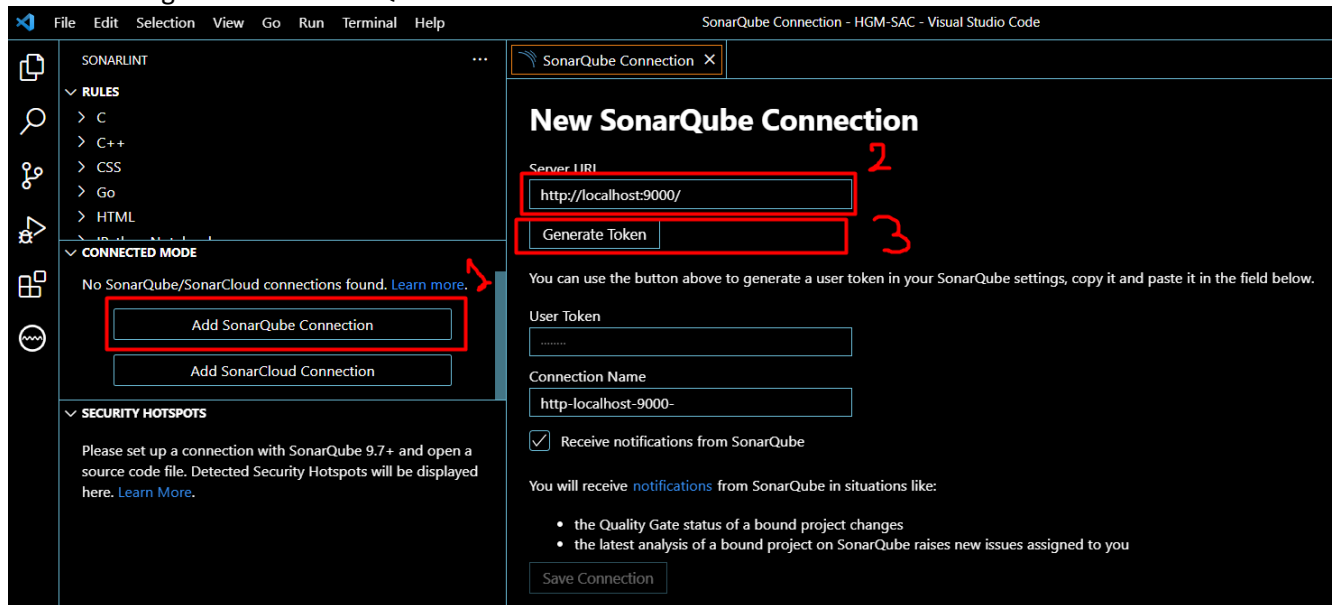 File Edit Selection View Go Run Terminal Help
SonarQube Connection - HGM-SAC - Visual Studio Code
SONARLINT
RULES
C
C++
CSS
Go
HTML
CONNECTED MODE
No SonarQube/SonarCloud connections found. Learn more.
1
Add SonarQube Connection
Add SonarCloud Connection
SECURITY HOTSPOTS
Please set up a connection with SonarQube 9.7+ and open a
source code file. Detected Security Hotspots will be displayed
here. Learn More.
SonarQube Connection
New SonarQube Connection
2
Server URL
http://localhost:9000/
Generate Token
3
You can use the button above to generate a user token in your SonarQube settings, copy it and paste it in the field below.
User Token
........
Connection Name
http-localhost-9000-
Receive notifications from SonarQube
You will receive notifications from SonarQube in situations like:
• the Quality Gate status of a bound project changes
• the latest analysis of a bound project on SonarQube raises new issues assigned to you
Save Connection